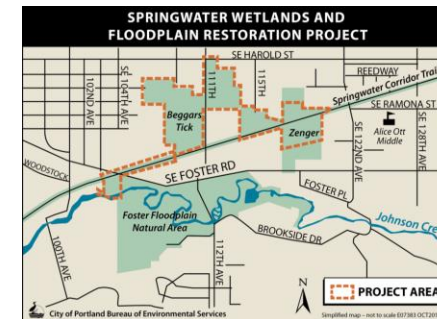 SPRINGWATER WETLANDS AND
FLOODPLAIN RESTORATION PROJECT
SE HAROLD ST
REEDWAY
Springwater Corridor Trai
102ND AVE
SE 104TH AVE
111TH
115TH
SE RAMONA ST
Beggars
Tick
Zenger
Alice Ott
Middle
SE 122ND AVE
SE 128TH AVE
WOODSTOCK
SE FOSTER RD
FOSTER PL
Foster Floodplain
Natural Area
Johnson Cre
BROOKSIDE DR
100TH AVE
112TH AVE
N
PROJECT AREA
City of Portland Bureau of Environmental Services
Simplified map - not to scale E07383 OCT201